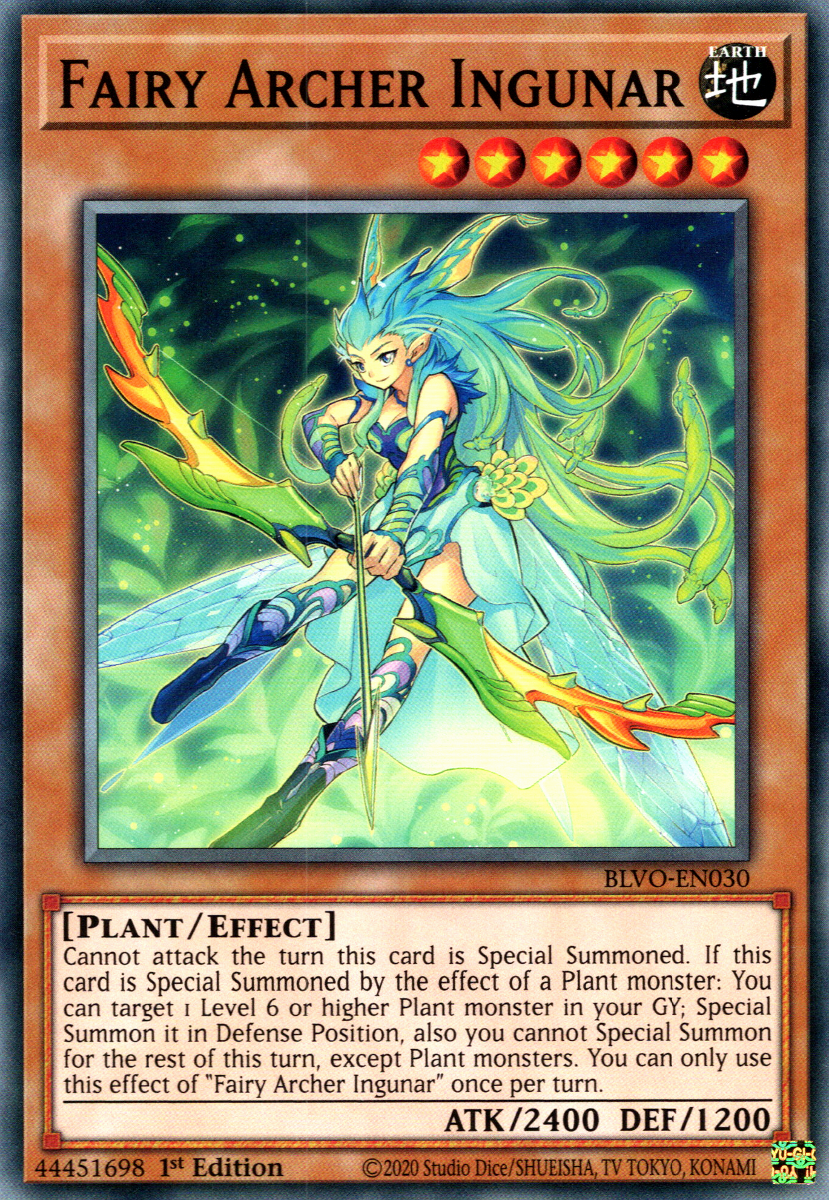 FAIRY ARCHER INGUNAR
EARTH
地
BLVO-EN030
[PLANT/EFFECT]
Cannot attack the turn this card is Special Summoned. If this
card is Special Summoned by the effect of a Plant monster: You
can target 1 Level 6 or higher Plant monster in your GY; Special
Summon it in Defense Position, also you cannot Special Summon
for the rest of this turn, except Plant monsters. You can only use
this effect of "Fairy Archer Ingunar" once per turn.
ATK/2400 DEF/1200
44451698 1st Edition ©2020 Studio Dice/SHUEISHA, TV TOKYO, KONAMI